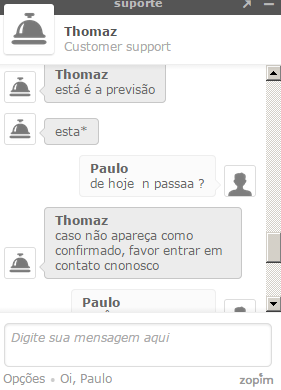 suporte
Thomaz
Customer support
Thomaz
está é a previsão
esta*
Paulo
de hoje n passaa ?
Thomaz
caso não apareça como
confirmado, favor entrar em
contato cnonosco
Paulo
Digite sua mensagem aqui
Opções • Oi, Paulo
zopim